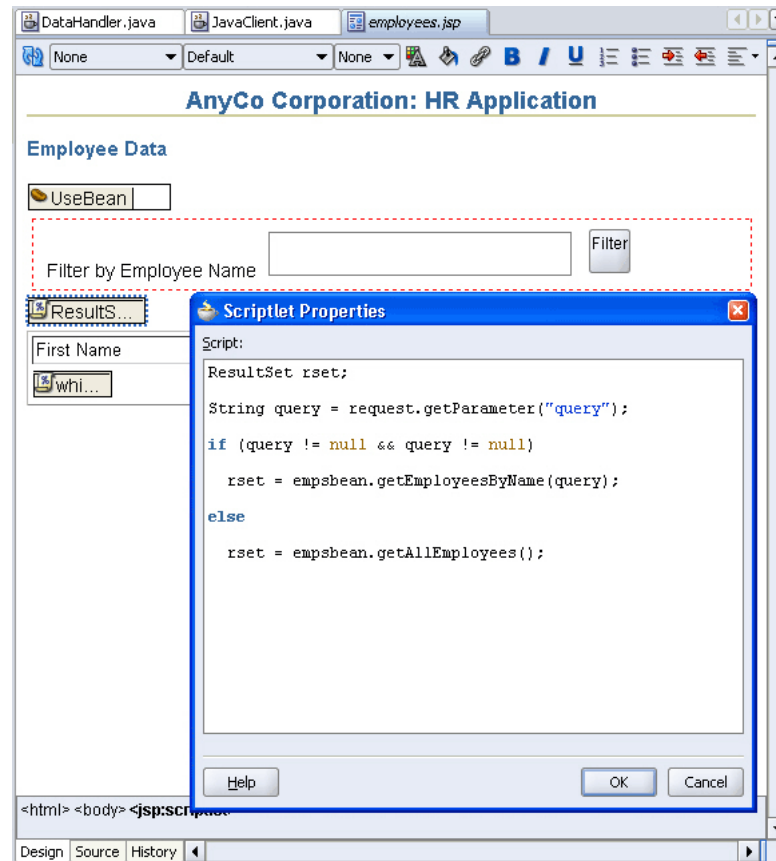 DataHandler.java JavaClient.java employees.jsp
None Default None B I U
AnyCo Corporation: HR Application
Employee Data
UseBean
Filter by Employee Name Filter
ResultS...
First Name
whi...
Scriptlet Properties
Script:
ResultSet rset;
String query = request.getParameter("query");
if (query != null && query != null)
rset = empsbean.getEmployeesByName(query);
else
rset = empsbean.getAllEmployees();
Help OK Cancel
<html> <body> <jsp:scriptlet>
Design Source History